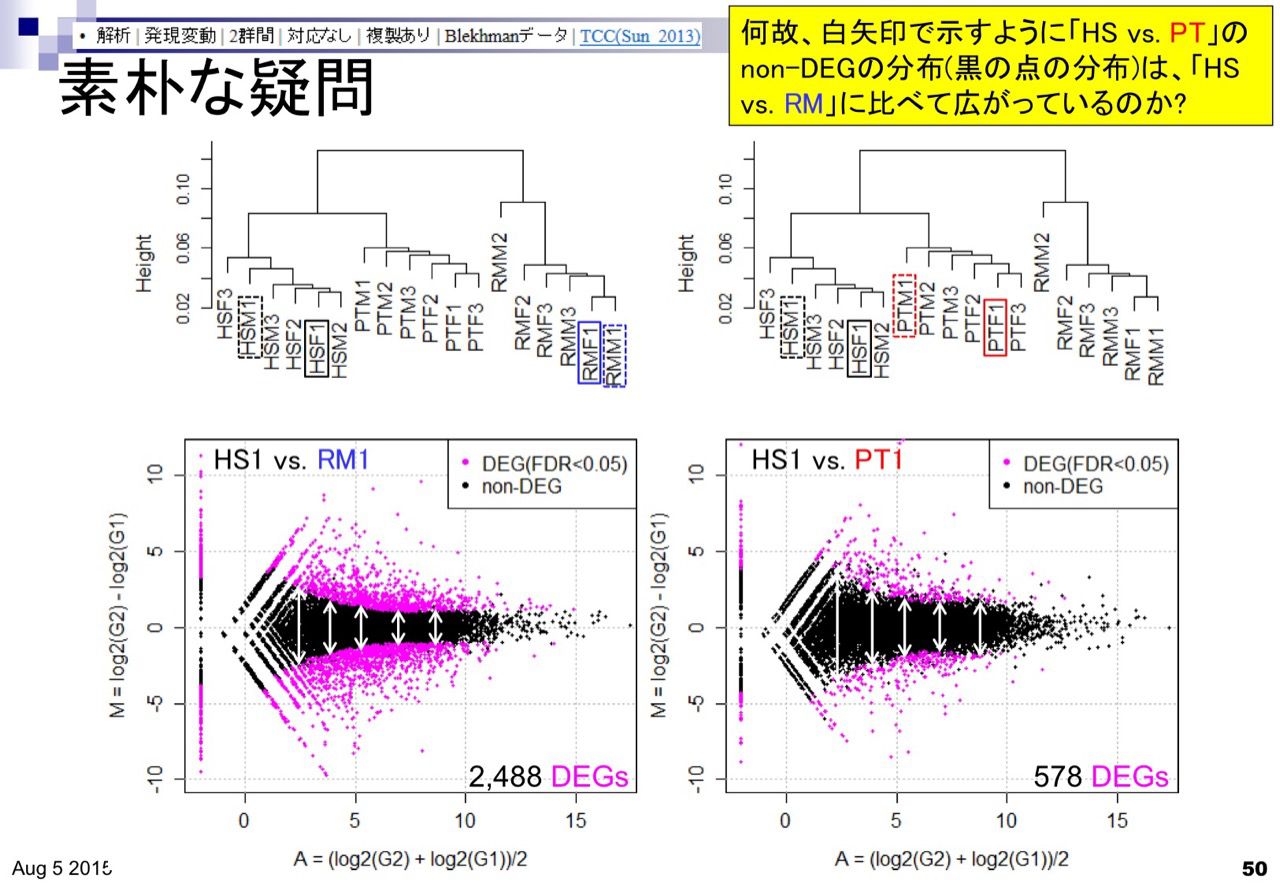 • 解析 | 発現変動 | 2群間 | 対応なし | 複製あり | Blekhmanデータ | TCC(Sun_2013)
素朴な疑問
何故、白矢印で示すように「HS vs. PT」の
non-DEGの分布(黒の点の分布)は、「HS
vs. RM」に比べて広がっているのか?
Height
0.02
0.06
0.10
HSF3
HSM1
HSM3
HSF2
HSF1
HSM2
PTM1
PTM2
PTM3
PTF2
PTF1
PTF3
RMM2
RMF2
RMF3
RMM3
RMF1
RMM1
Height
0.02
0.06
0.10
HSF3
HSM1
HSM3
HSF2
HSF1
HSM2
PTM1
PTM2
PTM3
PTF2
PTF1
PTF3
RMM2
RMF2
RMF3
RMM3
RMF1
RMM1
HS1 vs. RM1
DEG(FDR<0.05)
non-DEG
M = log2(G2) - log2(G1)
10
5
0
-5
-10
2,488 DEGs
0 5 10 15
A = (log2(G2) + log2(G1))/2
HS1 vs. PT1
DEG(FDR<0.05)
non-DEG
M = log2(G2) - log2(G1)
10
5
0
-5
-10
578 DEGs
0 5 10 15
A = (log2(G2) + log2(G1))/2
Aug 5 2015
50